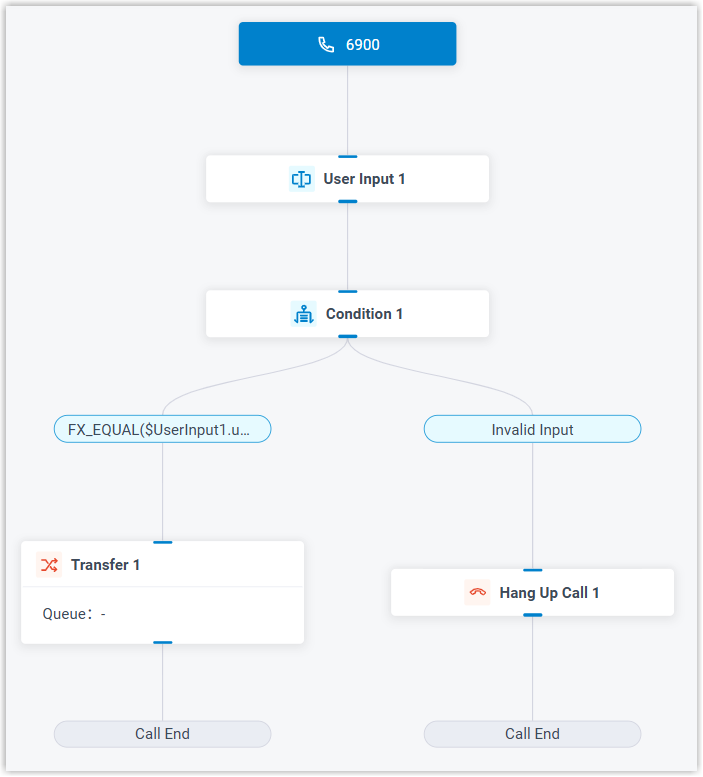 6900
User Input 1
Condition 1
FX_EQUAL($UserInput1.u...
Invalid Input
Transfer 1
Queue：-
Hang Up Call 1
Call End
Call End